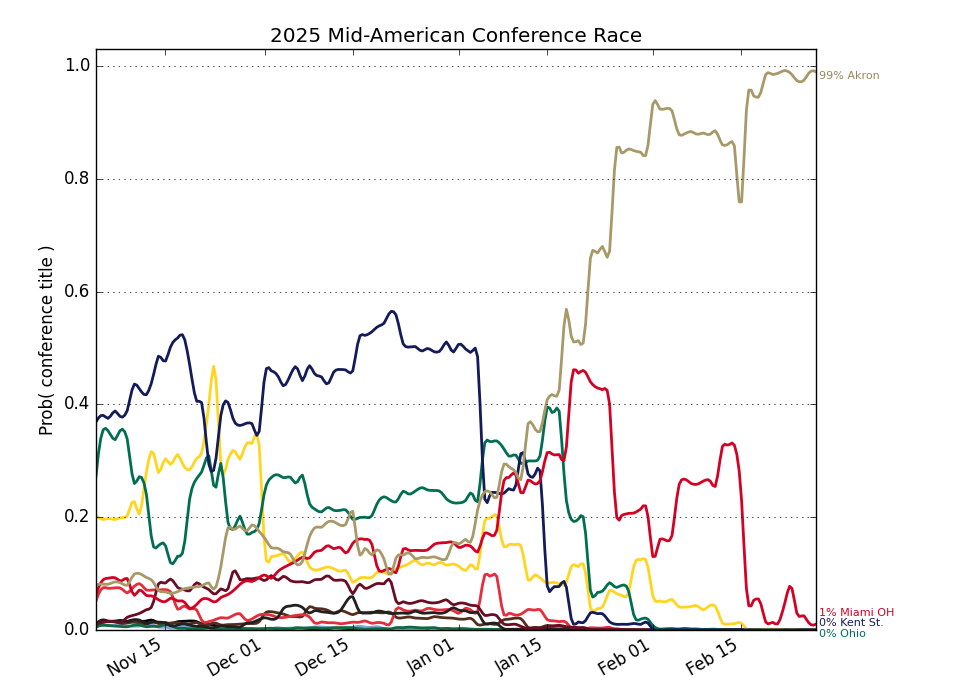 2025 Mid-American Conference Race
1.0
0.8
0.6
0.4
0.2
0.0
Prob( conference title )
Nov 15
Dec 01
Dec 15
Jan 01
Jan 15
Feb 01
Feb 15
99% Akron
1% Miami OH
0% Kent St.
0% Ohio